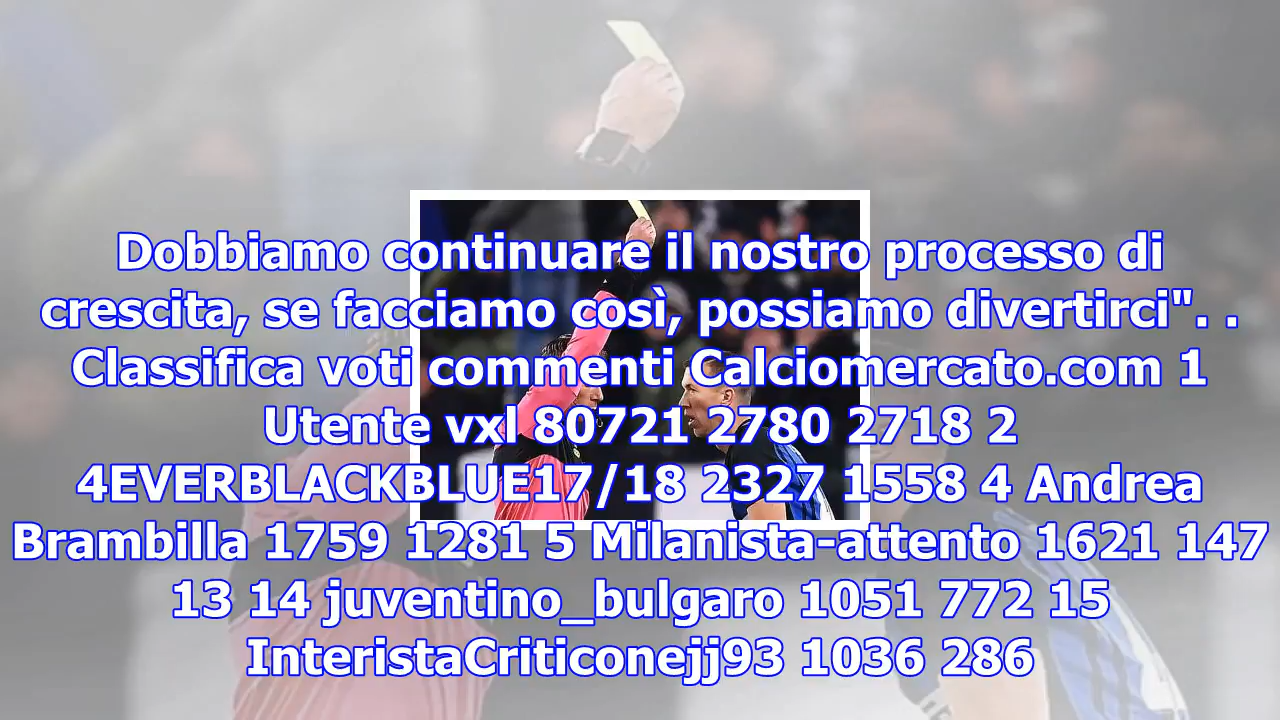 Dobbiamo continuare il nostro processo di
crescita, se facciamo così, possiamo divertirci". .
Classifica voti commenti Calciomercato.com 1
Utente vxl 80721 2780 2718 2
4EVERBLACKBLUE17/18 2327 1558 4 Andrea
Brambilla 1759 1281 5 Milanista-attento 1621 147
13 14 juventino_bulgaro 1051 772 15
InteristaCriticonejj93 1036 286